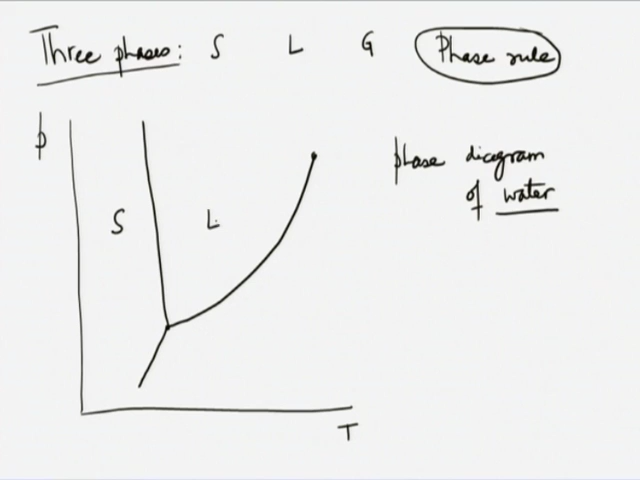 Three phases: S L G Phase rule
p
phase diagram
of water
S L
T